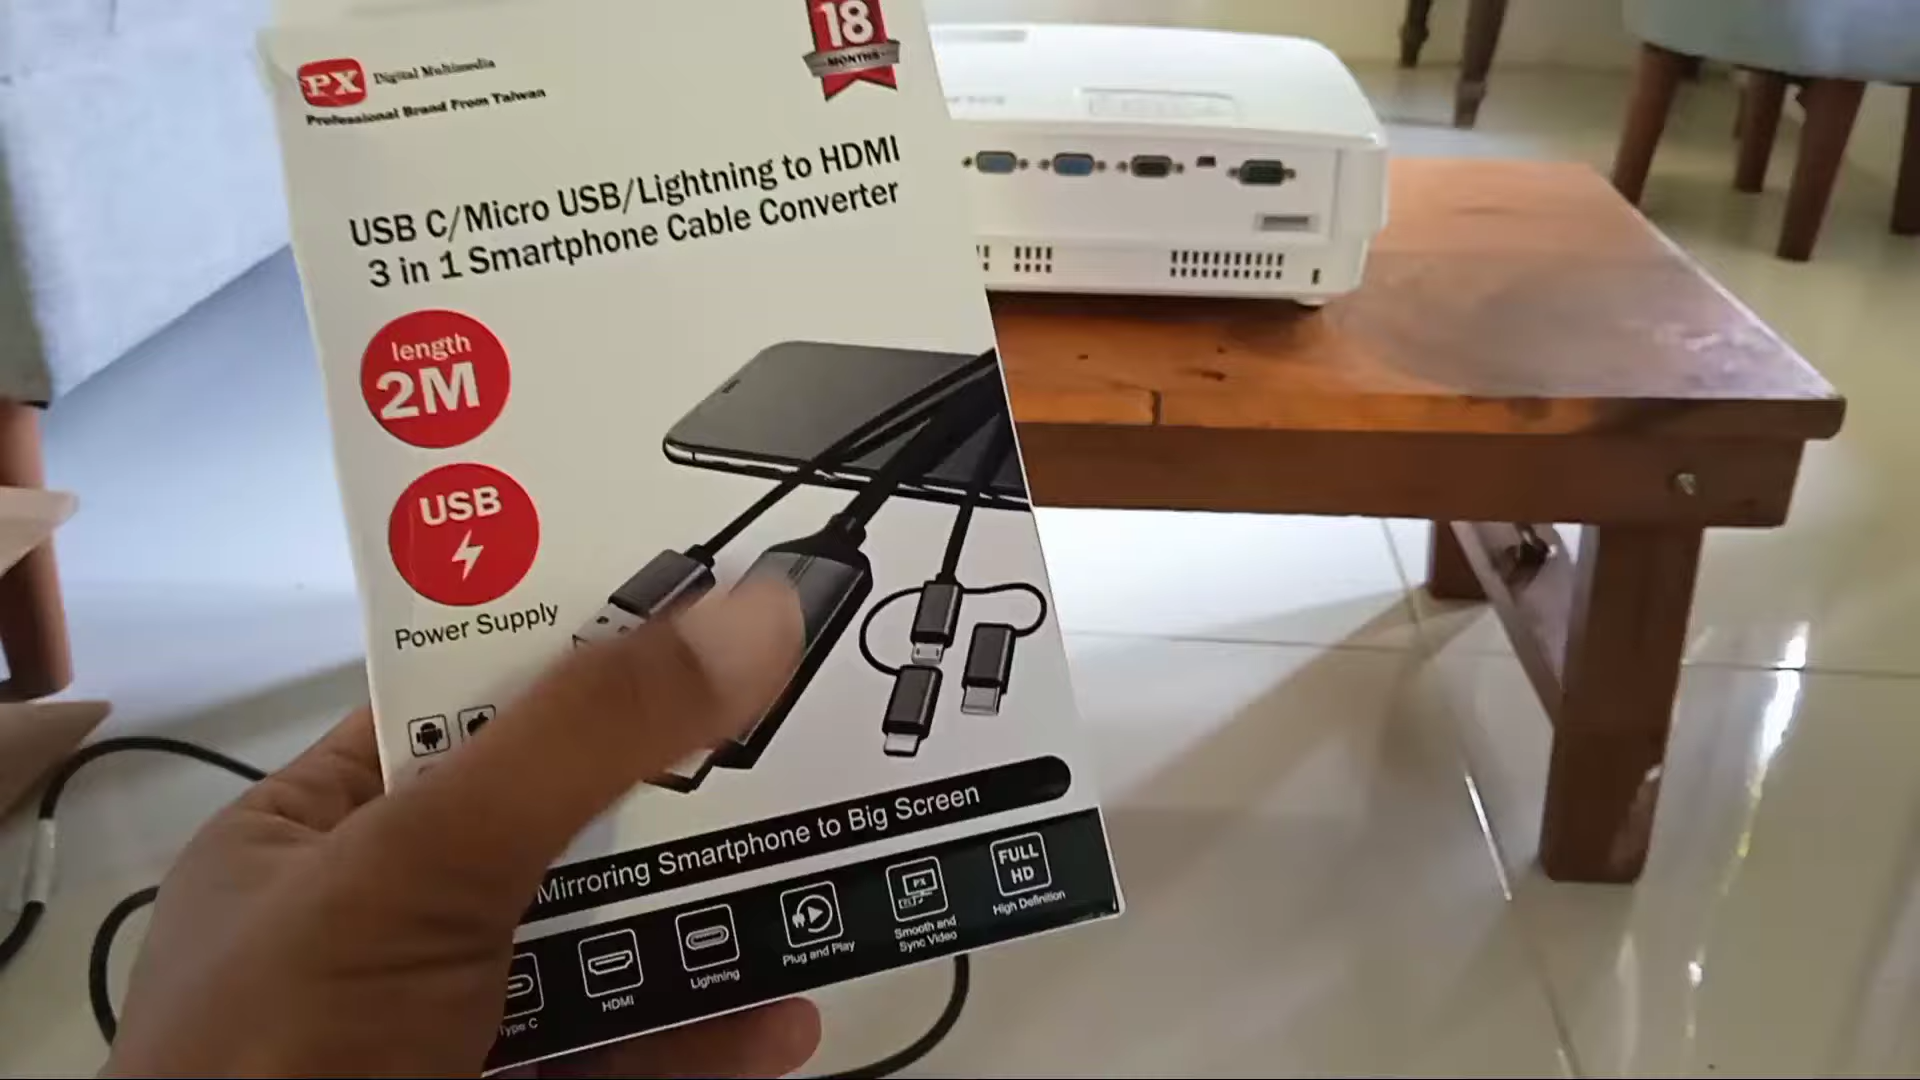 PX Digital Multimedia
Professional Brand From Taiwan
18
MONTHS
USB C/Micro USB/Lightning to HDMI
3 in 1 Smartphone Cable Converter
length
2M
USB
Power Supply
Mirroring Smartphone to Big Screen
Type C
HDMI
Lightning
Plug and Play
PX
Smooth and
Sync Video
FULL
HD
High Definition